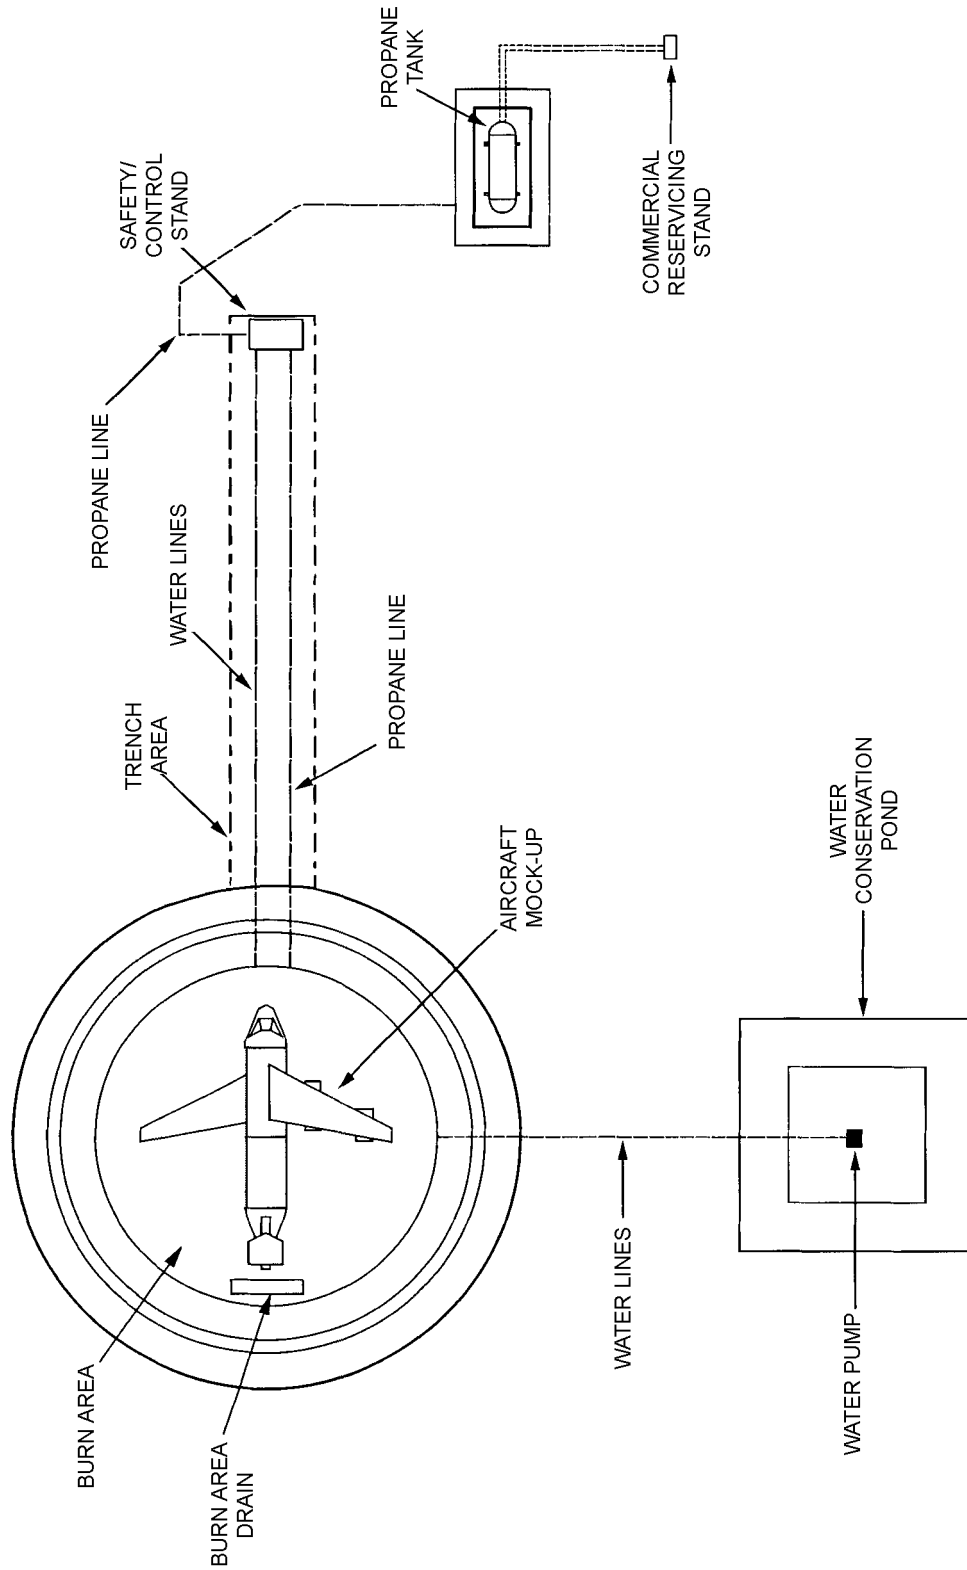 BURN AREA
BURN AREA
DRAIN
TRENCH
AREA
WATER LINES
PROPANE LINE
SAFETY/
CONTROL
STAND
PROPANE
TANK
COMMERCIAL
RESERVICING
STAND
PROPANE LINE
AIRCRAFT
MOCK-UP
WATER LINES
WATER PUMP
WATER
CONSERVATION
POND